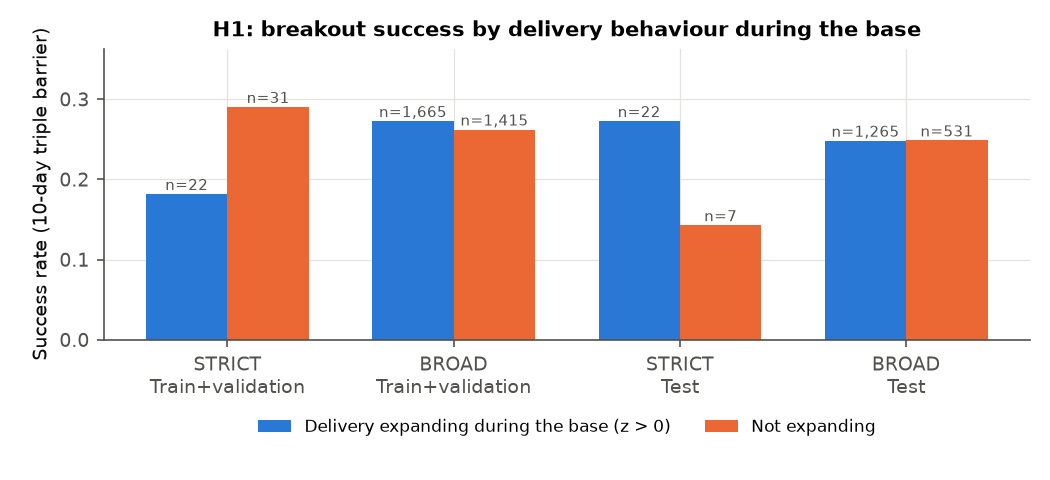 H1: breakout success by delivery behaviour during the base
Success rate (10-day triple barrier)
0.3
0.2
0.1
0.0
n=22
n=31
n=1,665
n=1,415
n=22
n=7
n=1,265
n=531
STRICT
Train+validation
BROAD
Train+validation
STRICT
Test
BROAD
Test
Delivery expanding during the base (z > 0)
Not expanding